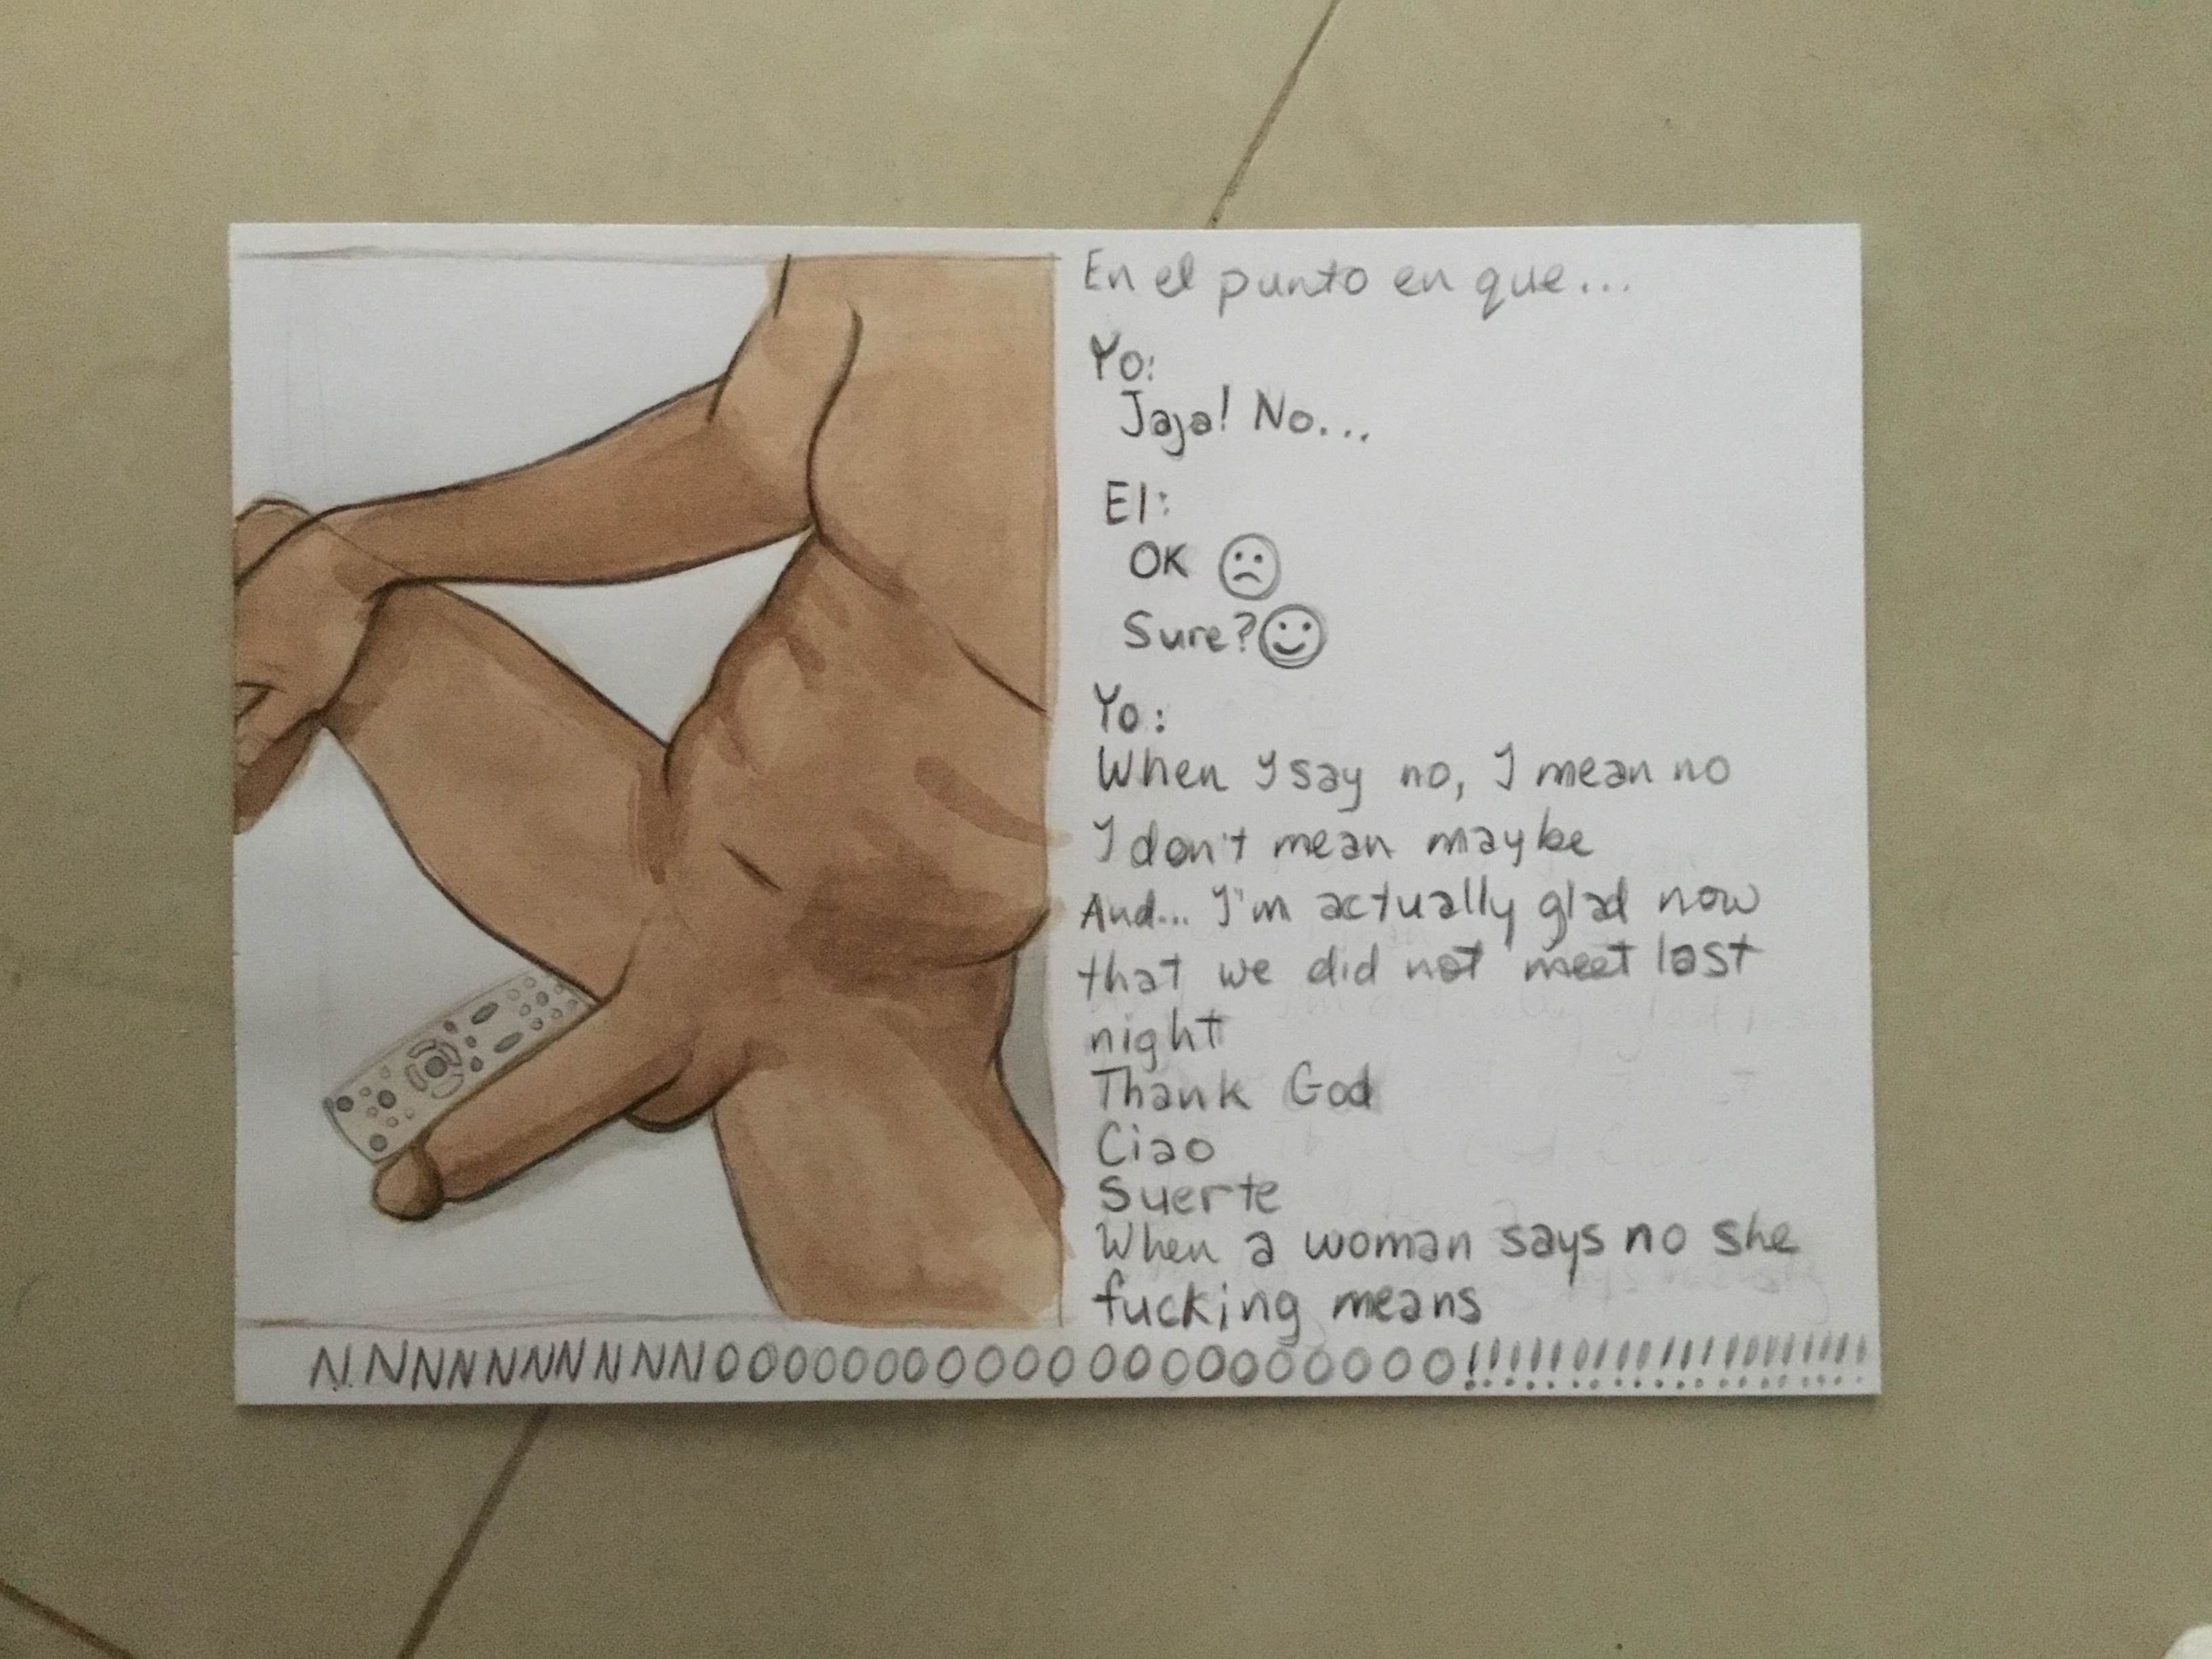 En el punto en que...
Yo:
Jaja! No...
El:
OK ☹
Sure? ☺
Yo:
When I say no, I mean no
I don't mean maybe
And... I'm actually glad now
that we did not meet last
night
Thank God
Ciao
Suerte
When a woman says no she
fucking means
NNNNNNNNNNNOOOOOOOOOOOOOOOOOOOO!!!!!!!!!!!!!!!!!!!!!!!